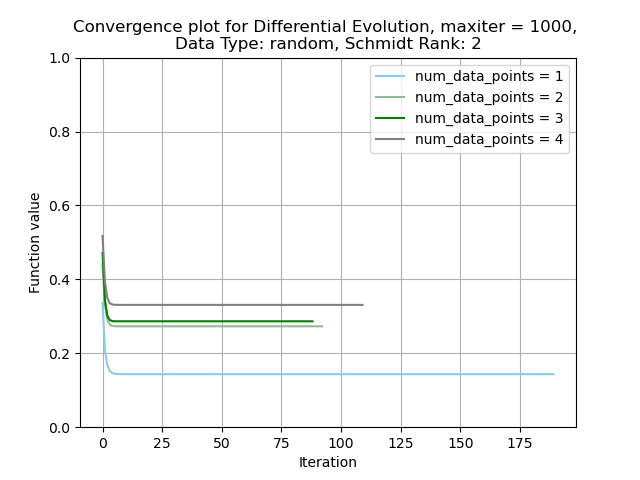 Convergence plot for Differential Evolution, maxiter = 1000,
Data Type: random, Schmidt Rank: 2
num_data_points = 1
num_data_points = 2
num_data_points = 3
num_data_points = 4
Function value
1.0
0.8
0.6
0.4
0.2
0.0
0 25 50 75 100 125 150 175
Iteration